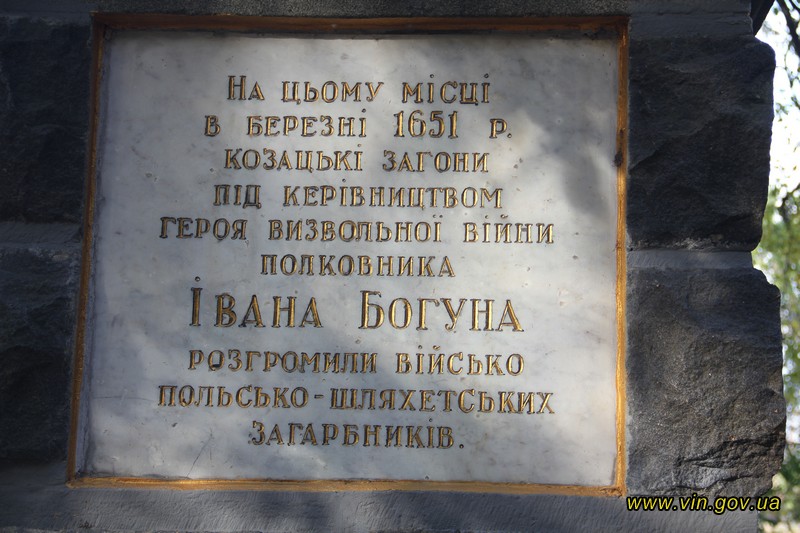 На цьому місці
в березні 1651 р.
козацькі загони
під керівництвом
героя визвольної війни
полковника
Івана Богуна
розгромили військо
польсько-шляхетських
загарбників.
www.vin.gov.ua